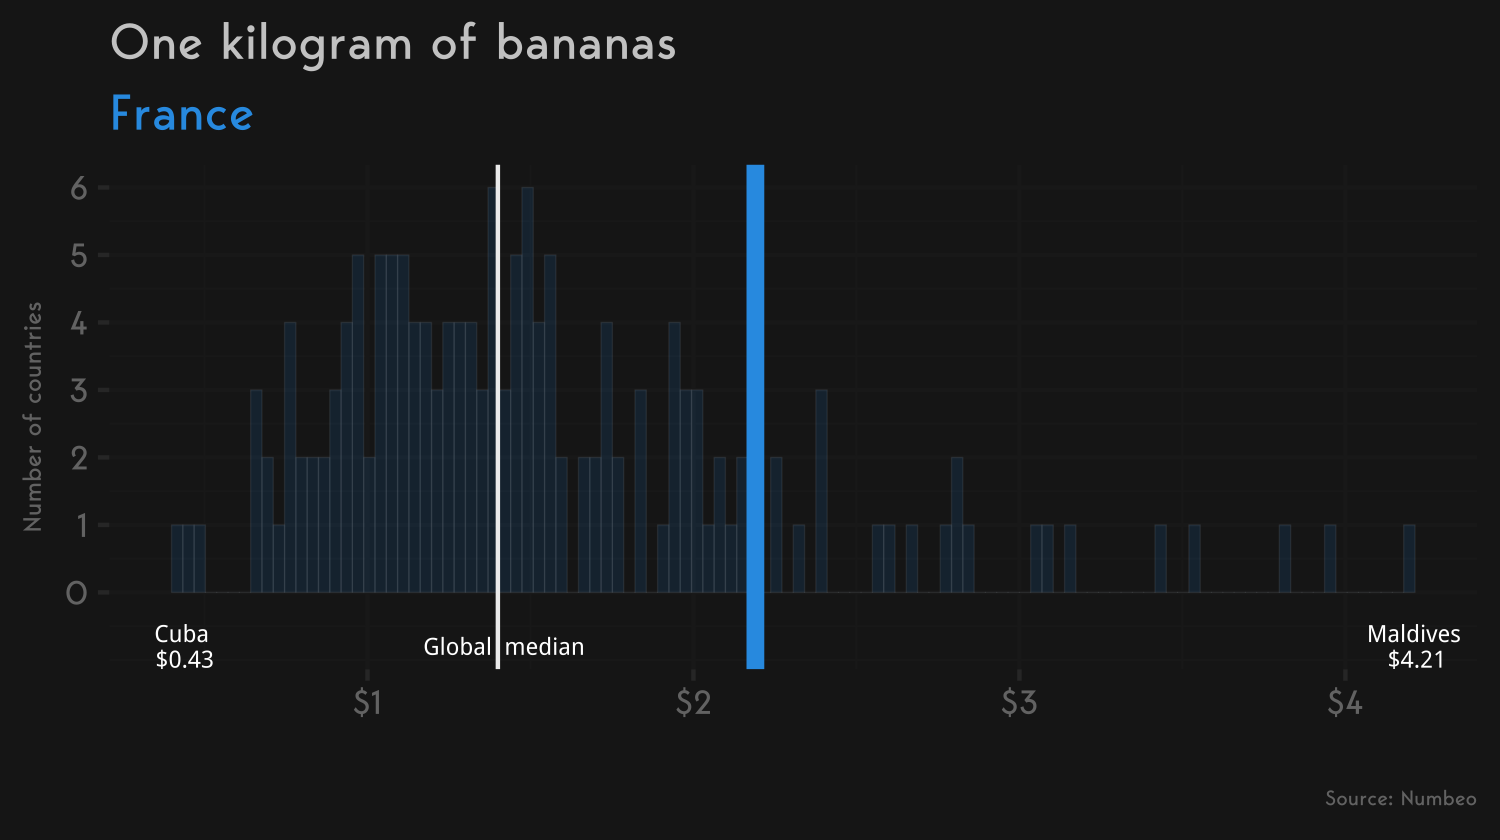 One kilogram of bananas
France
Number of countries
6
5
4
3
2
1
0
Cuba
$0.43
Global median
Maldives
$4.21
$1
$2
$3
$4
Source: Numbeo